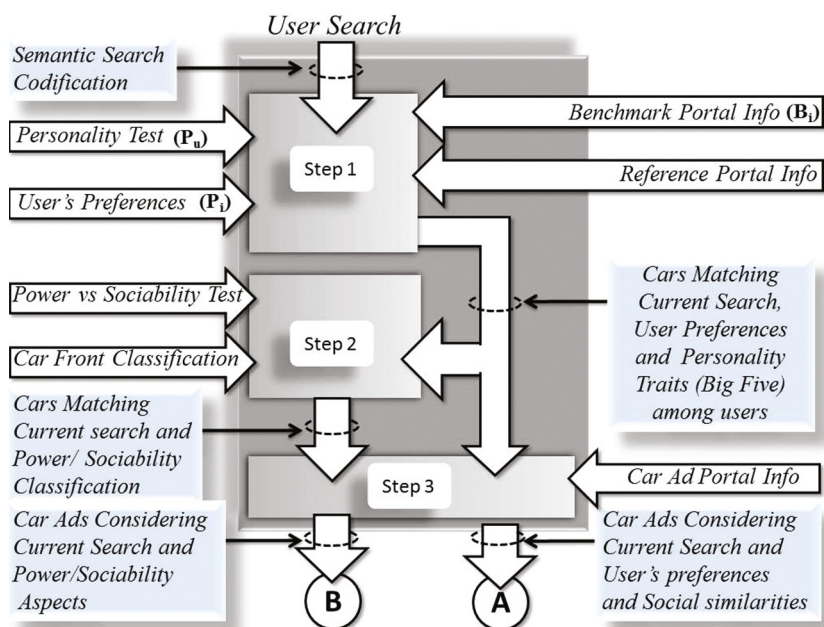 User Search
Semantic Search
Codification
Personality Test (Pu)
User's Preferences (Pi)
Benchmark Portal Info (Bi)
Reference Portal Info
Step 1
Power vs Sociability Test
Car Front Classification
Step 2
Cars Matching
Current Search,
User Preferences
and Personality
Traits (Big Five)
among users
Cars Matching
Current search and
Power/ Sociability
Classification
Step 3
Car Ad Portal Info
Car Ads Considering
Current Search and
Power/Sociability
Aspects
B
A
Car Ads Considering
Current Search and
User's preferences
and Social similarities